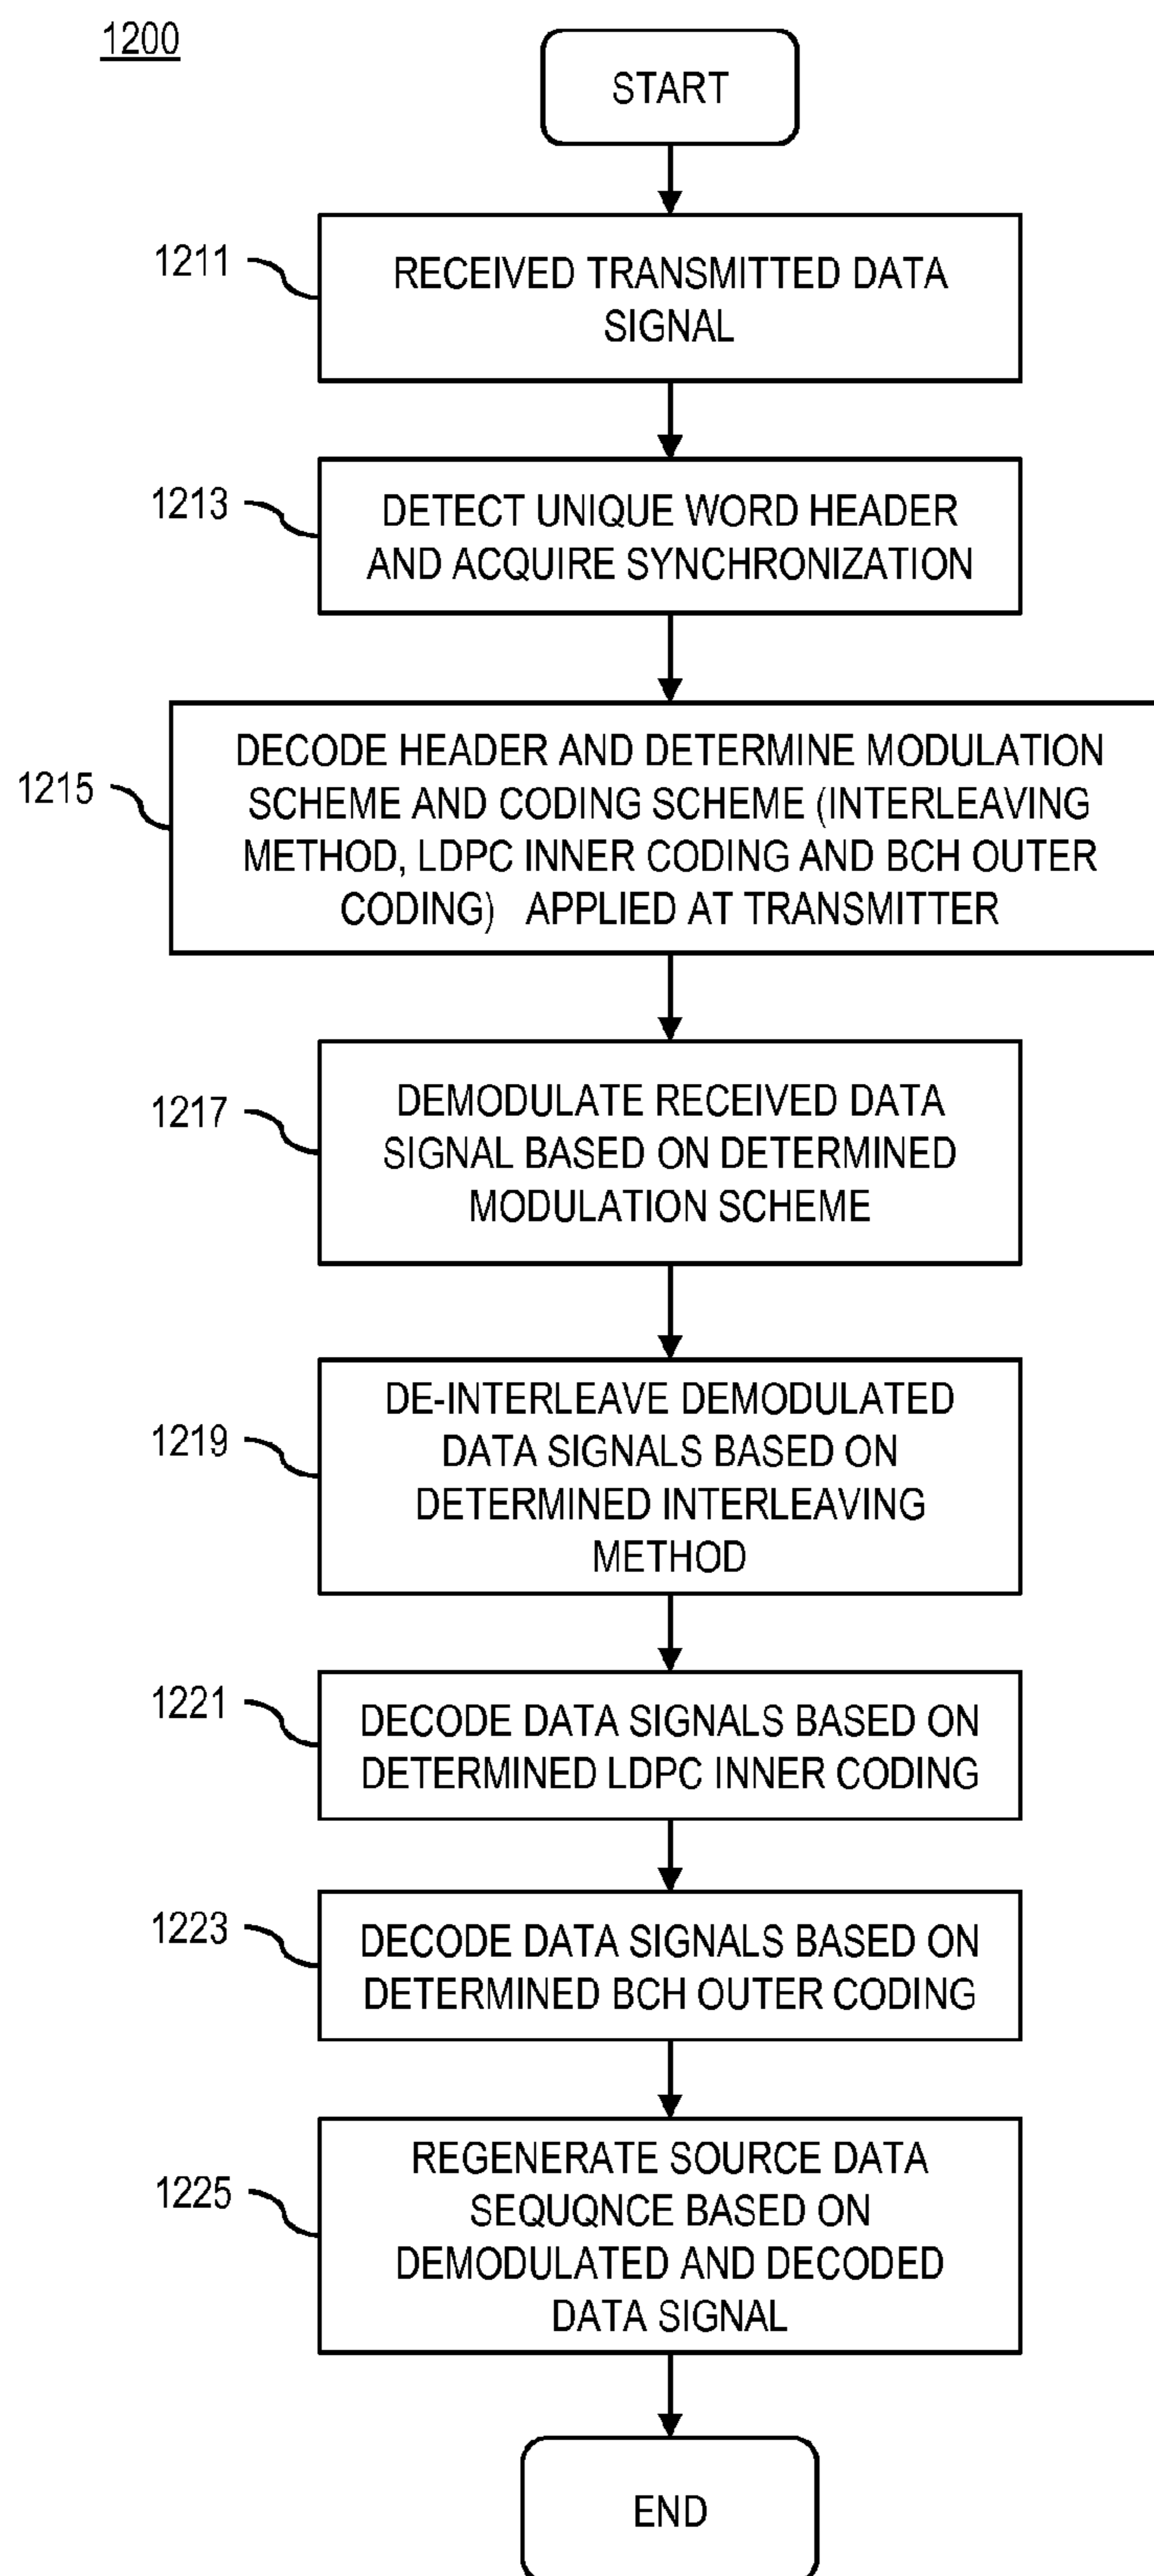 1200
START
1211
RECEIVED TRANSMITTED DATA
SIGNAL
1213
DETECT UNIQUE WORD HEADER
AND ACQUIRE SYNCHRONIZATION
1215
DECODE HEADER AND DETERMINE MODULATION
SCHEME AND CODING SCHEME (INTERLEAVING
METHOD, LDPC INNER CODING AND BCH OUTER
CODING) APPLIED AT TRANSMITTER
1217
DEMODULATE RECEIVED DATA
SIGNAL BASED ON DETERMINED
MODULATION SCHEME
1219
DE-INTERLEAVE DEMODULATED
DATA SIGNALS BASED ON
DETERMINED INTERLEAVING
METHOD
1221
DECODE DATA SIGNALS BASED ON
DETERMINED LDPC INNER CODING
1223
DECODE DATA SIGNALS BASED ON
DETERMINED BCH OUTER CODING
1225
REGENERATE SOURCE DATA
SEQUQNCE BASED ON
DEMODULATED AND DECODED
DATA SIGNAL
END